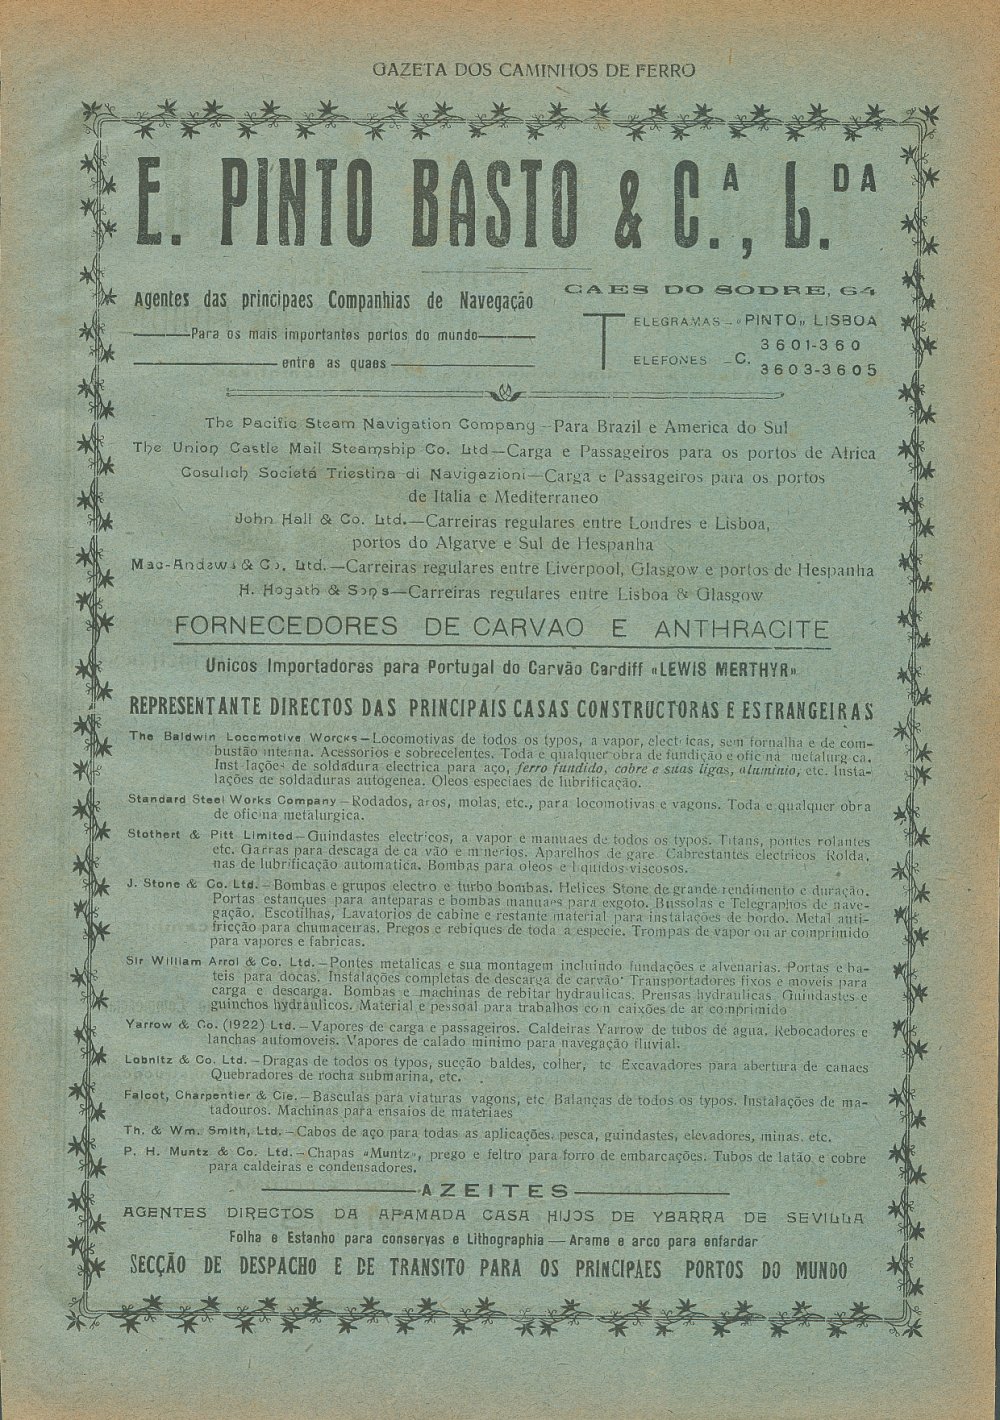 GAZETA DOS CAMINHOS DE FERRO
E. PINTO BASTO & C.ª, L.DA
Agentes das principaes Companhias de Navegação
Para os mais importantes portos do mundo
entre as quaes
CAES DO SODRE, 64
TELEGRAMAS—«PINTO» LISBOA
TELEFONES—C. 3601-360
3603-3605
The Pacific Steam Navigation Company—Para Brazil e America do Sul
The Union Castle Mail Steamship Co. Ltd—Carga e Passageiros para os portos de Africa
Cosulich Societá Triestina di Navigazioni—Carga e Passageiros para os portos
de Italia e Mediterraneo
John Hall & Co. Ltd.—Carreiras regulares entre Londres e Lisboa,
portos do Algarve e Sul de Hespanha
Mac-Andews & Co. Ltd.—Carreiras regulares entre Liverpool, Glasgow e portos de Hespanha
H. Hogath & Sons—Carreiras regulares entre Lisboa & Glasgow
FORNECEDORES DE CARVAO E ANTHRACITE
Unicos Importadores para Portugal do Carvão Cardiff «LEWIS MERTHYR»
REPRESENTANTE DIRECTOS DAS PRINCIPAIS CASAS CONSTRUCTORAS E ESTRANGEIRAS
The Baldwin Locomotive Worcks—Locomotivas de todos os typos, a vapor, electricas, sem fornalha e de com-
bustão interna. Acessorios e sobrecelentes. Toda e qualquer obra de fundição e oficina metalurgica.
Inst lações de soldadura electrica para aço, ferro fundido, cobre e suas ligas, aluminio, etc. Insta-
lações de soldaduras autogenea. Oleos especiaes de lubrificação.
Standard Steel Works Company—Rodados, aros, molas, etc., para locomotivas e vagons. Toda e qualquer obra
de oficina metalurgica.
Stothert & Pitt Limited—Guindastes electricos, a vapor e manuaes de todos os typos. Titans, pontes rolantes
etc. Garras para descaga de ca vão e minerios. Aparelhos de gare Cabrestantes electricos Rolda,
nas de lubrificação automatica. Bombas para oleos e liquidos viscosos.
J. Stone & Co. Ltd.—Bombas e grupos electro e turbo bombas. Helices Stone de grande rendimento e duração.
Portas estanques para anteparas e bombas manuaes para exgoto. Bussolas e Telegraphos de nave-
gação. Escotilhas, Lavatorios de cabine e restante material para instalações de bordo. Metal anti-
fricção para chumaceiras. Pregos e rebiques de toda a especie. Trompas de vapor ou ar comprimido
para vapores e fabricas.
Sir William Arrol & Co. Ltd.—Pontes metalicas e sua montagem incluindo fundações e alvenarias. Portas e ba-
teis para docas. Instalações completas de descarga de carvão· Transportadores fixos e moveis para
carga e descarga. Bombas e machinas de rebitar hydraulicas. Prensas hydraulicas Guindastes e
guinchos hydraulicos. Material e pessoal para trabalhos com caixões de ar comprimido
Yarrow & Co. (1922) Ltd.—Vapores de carga e passageiros. Caldeiras Yarrow de tubos de agua. Rebocadores e
lanchas automoveis. Vapores de calado minimo para navegação fluvial.
Lobnitz & Co. Ltd.—Dragas de todos os typos, sucção baldes, colher, tc Excavadores para abertura de canaes
Quebradores de rocha submarina, etc.
Falcot, Charpentier & Cie.—Basculas para viaturas vagons, etc Balanças de todos os typos. Instalações de ma-
tadouros. Machinas para ensaios de materiaes
Th. & Wm. Smith, Ltd.—Cabos de aço para todas as aplicações. pesca, guindastes, elevadores, minas. etc.
P. H. Muntz & Co. Ltd.—Chapas «Muntz», prego e feltro para forro de embarcações. Tubos de latão e cobre
para caldeiras e condensadores.
AZEITES
AGENTES DIRECTOS DA AFAMADA CASA HIJOS DE YBARRA DE SEVILLA
Folha e Estanho para conservas e Lithographia — Arame e arco para enfardar
SECÇÃO DE DESPACHO E DE TRANSITO PARA OS PRINCIPAES PORTOS DO MUNDO